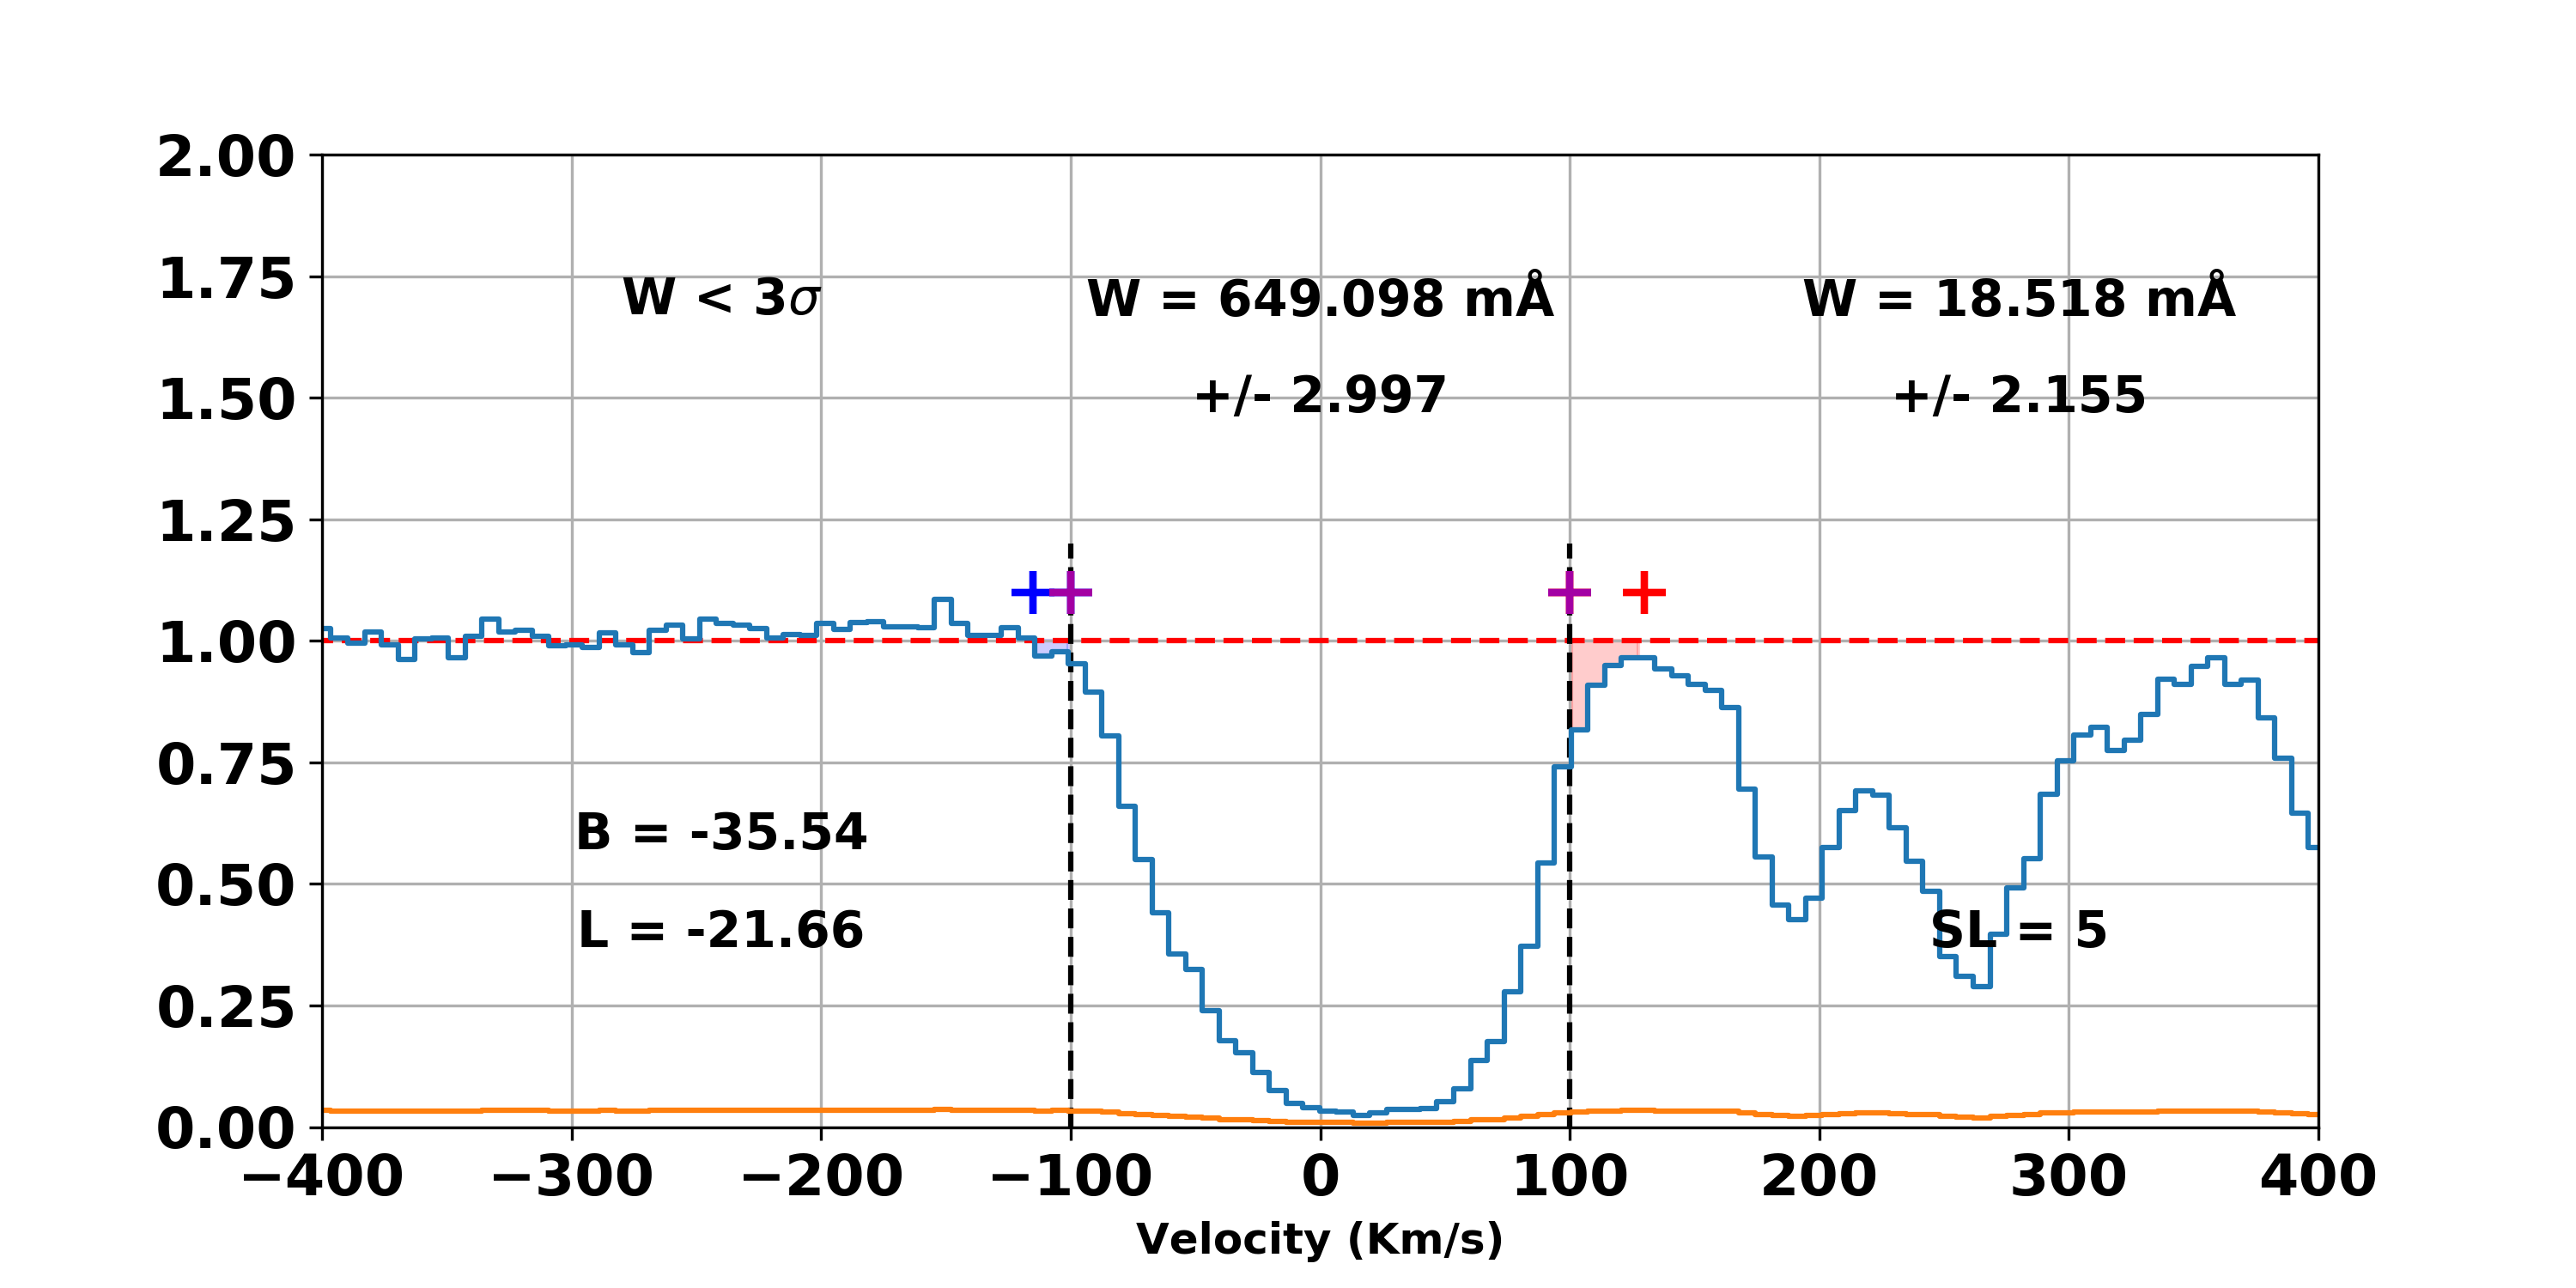 2.00
1.75
W < 3σ
W = 649.098 mÅ
W = 18.518 mÅ
1.50
+/- 2.997
+/- 2.155
1.25
1.00
0.75
B = -35.54
0.50
L = -21.66
SL = 5
0.25
0.00
−400 −300 −200 −100 0 100 200 300 400
Velocity (Km/s)